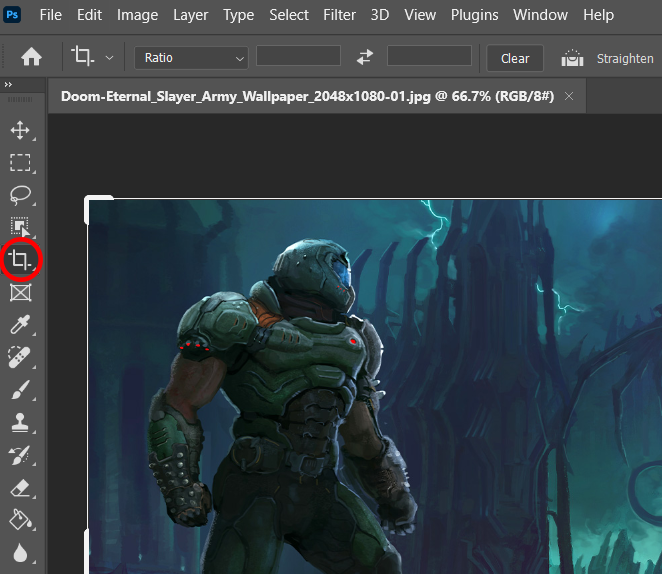 Ps File Edit Image Layer Type Select Filter 3D View Plugins Window Help
Ratio Clear Straighten
Doom-Eternal_Slayer_Army_Wallpaper_2048x1080-01.jpg @ 66.7% (RGB/8#) ×